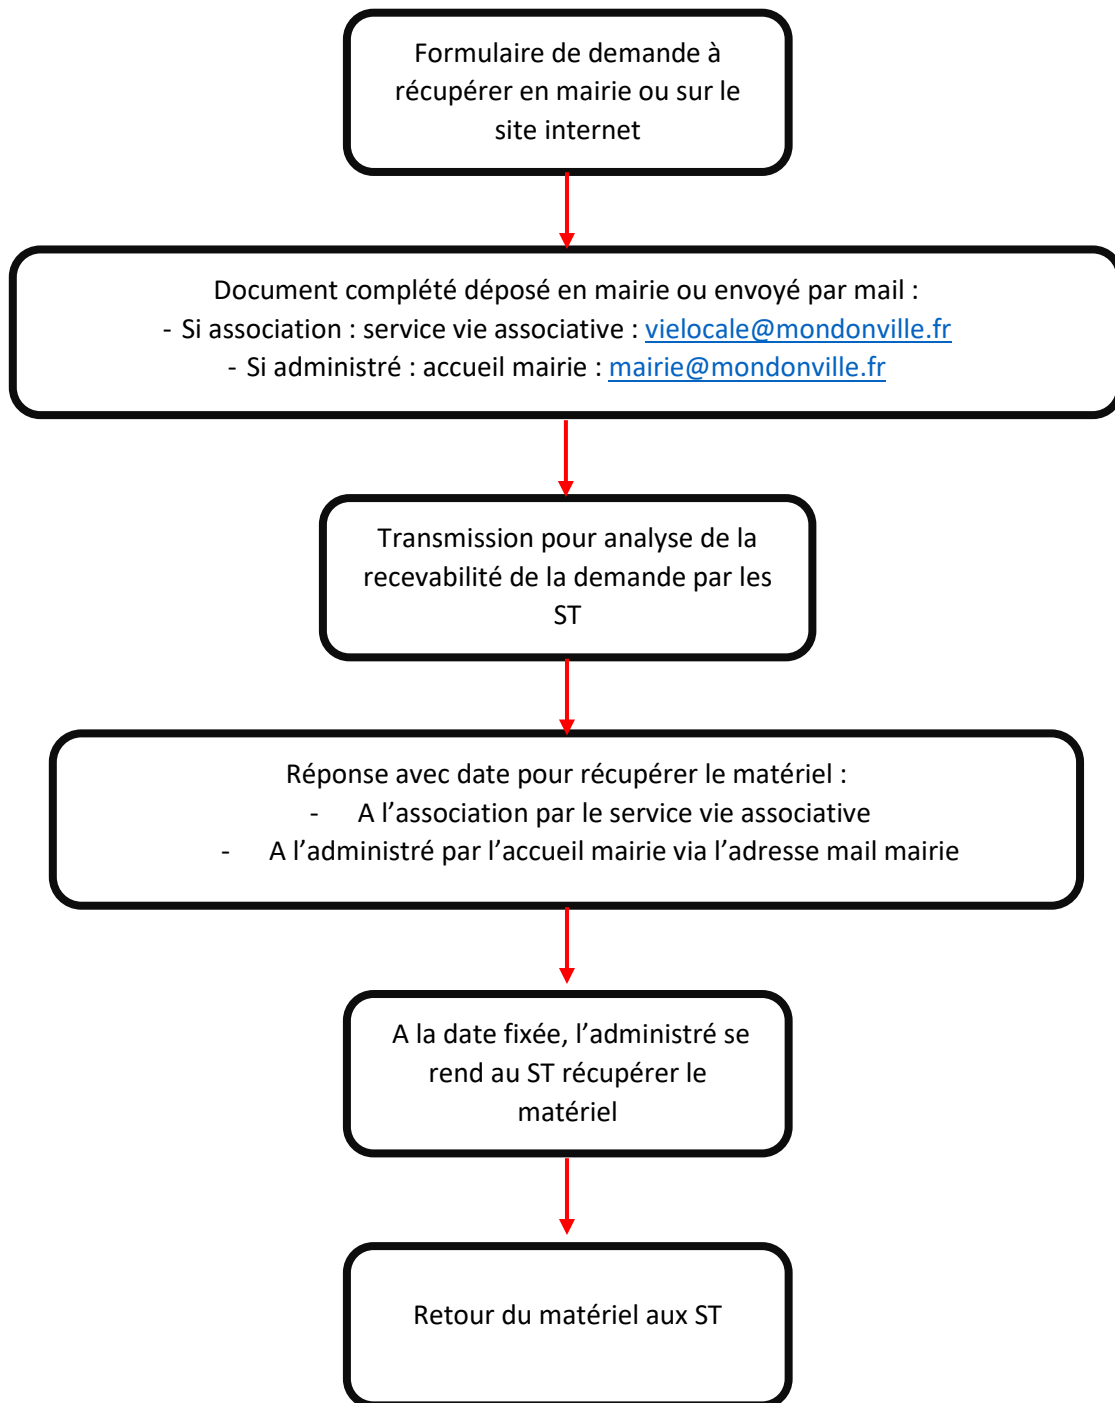 Formulaire de demande à
récupérer en mairie ou sur le
site internet
Document complété déposé en mairie ou envoyé par mail :
- Si association : service vie associative : vielocale@mondonville.fr
- Si administré : accueil mairie : mairie@mondonville.fr
Transmission pour analyse de la
recevabilité de la demande par les
ST
Réponse avec date pour récupérer le matériel :
- A l’association par le service vie associative
- A l’administré par l’accueil mairie via l’adresse mail mairie
A la date fixée, l’administré se
rend au ST récupérer le
matériel
Retour du matériel aux ST